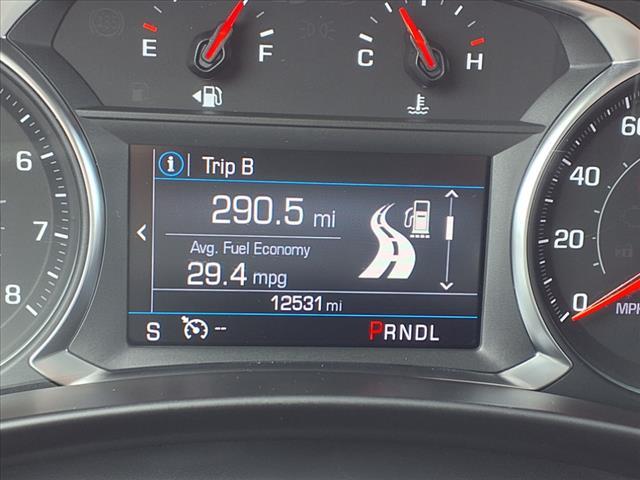 E F C H
Trip B
290.5 mi
Avg. Fuel Economy
29.4 mpg
12531 mi
S -- PRNDL
6
7
8
60
40
20
0
MPH